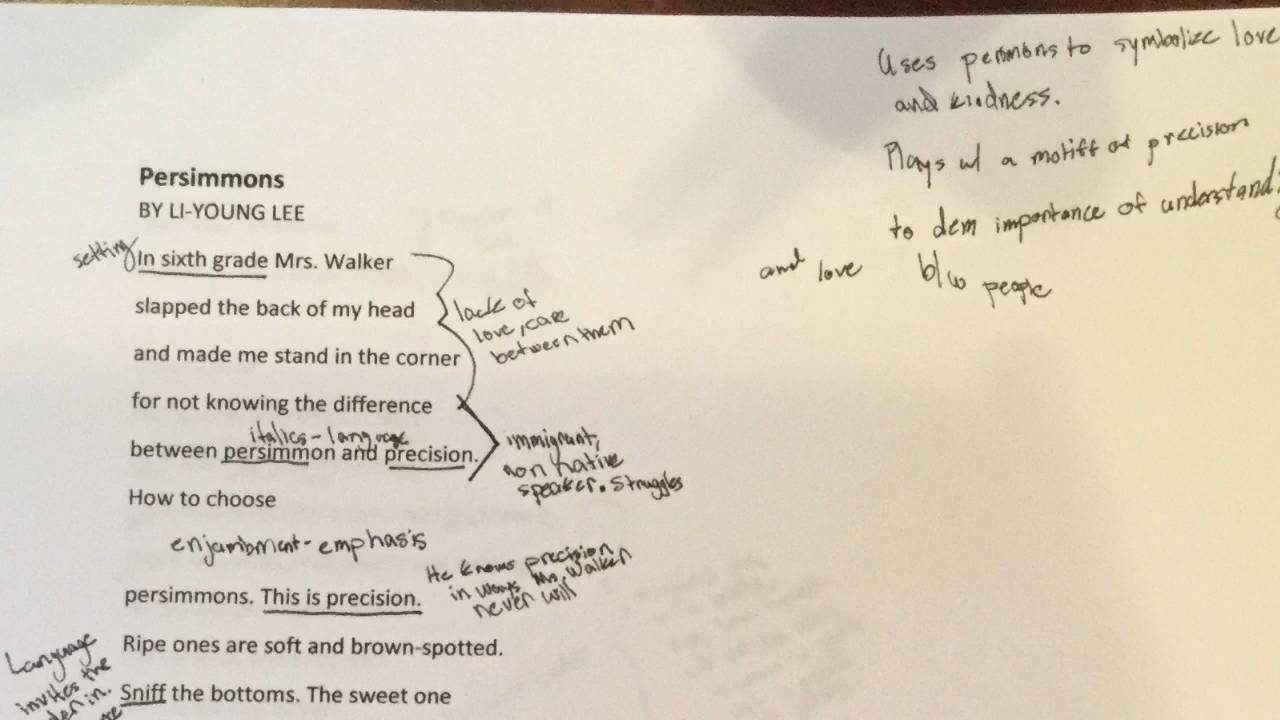 Uses persmons to symbolize love
and kindness.
Plays w/ a motiff of precision
to dem importance of understand
and love b/w people
Persimmons
BY LI-YOUNG LEE
setting
In sixth grade Mrs. Walker
slapped the back of my head
lack of
love, care
between them
and made me stand in the corner
for not knowing the difference
italics - language
between persimmon and precision.
immigrant,
non native
speaker. Struggles
How to choose
enjambment - emphasis
He knows precision
in ways Ms. Walker
never will
persimmons. This is precision.
Ripe ones are soft and brown-spotted.
Language
invites the
in.
Sniff the bottoms. The sweet one